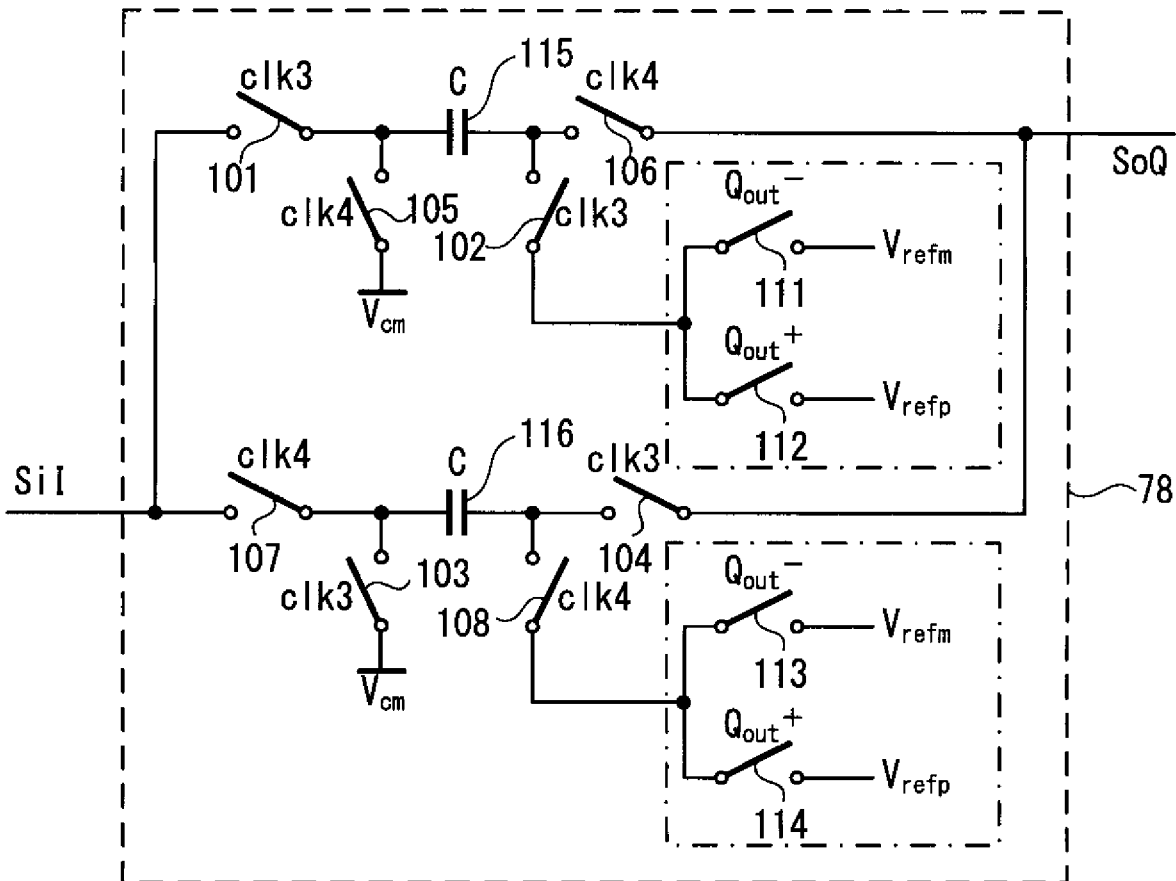 115
clk3
C
clk4
101
106
SoQ
clk4
105
102
clk3
Qout-
Vrefm
111
Vcm
Qout+
Vrefp
112
116
SiI
clk4
C
clk3
78
107
104
clk3
103
108
clk4
Qout-
Vrefm
113
Vcm
Qout+
Vrefp
114